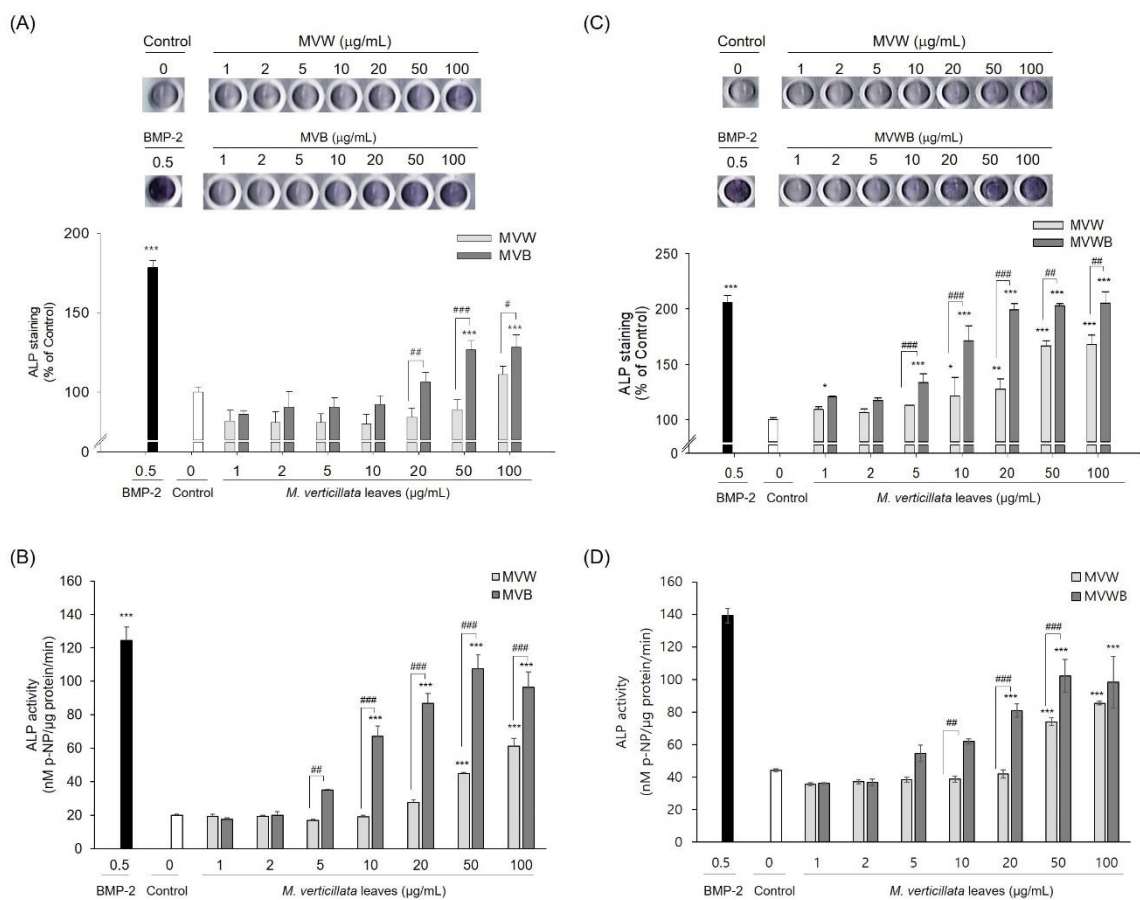 (A)
Control
MVW (μg/mL)
0
1 2 5 10 20 50 100
BMP-2
MVB (μg/mL)
0.5
1 2 5 10 20 50 100
200
150
100
0
ALP staining
(% of Control)
MVW
MVB
***
##
###
***
#
***
0.5 0 1 2 5 10 20 50 100
BMP-2 Control M. verticillata leaves (μg/mL)
(C)
Control
MVW (μg/mL)
0
1 2 5 10 20 50 100
BMP-2
MVWB (μg/mL)
0.5
1 2 5 10 20 50 100
250
200
150
100
0
ALP staining
(% of Control)
MVW
MVWB
***
*
###
***
###
*
***
###
**
***
##
***
***
##
***
***
0.5 0 1 2 5 10 20 50 100
BMP-2 Control M. verticillata leaves (μg/mL)
(B)
160
140
120
100
80
60
40
20
0
ALP activity
(nM p-NP/μg protein/min)
MVW
MVB
***
##
###
***
###
***
###
***
***
###
***
***
0.5 0 1 2 5 10 20 50 100
BMP-2 Control M. verticillata leaves (μg/mL)
(D)
160
140
120
100
80
60
40
20
0
ALP activity
(nM p-NP/μg protein/min)
MVW
MVWB
##
###
***
###
***
***
***
***
0.5 0 1 2 5 10 20 50 100
BMP-2 Control M. verticillata leaves (μg/mL)